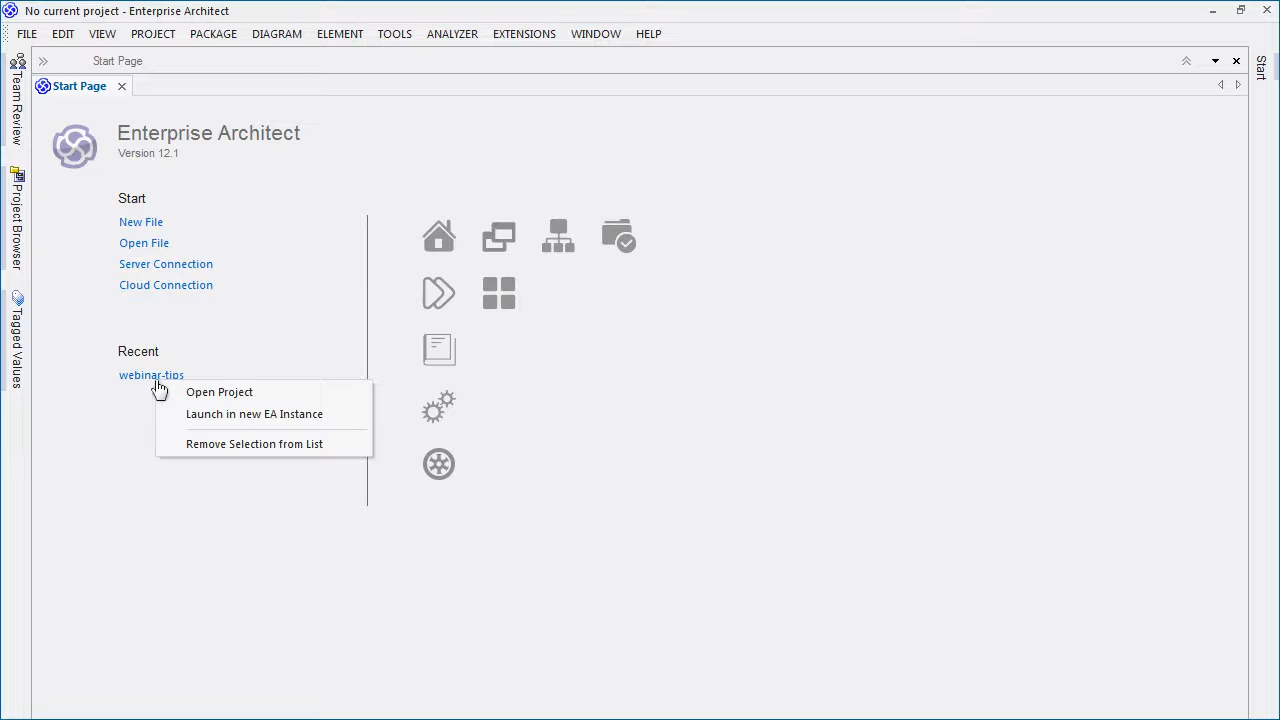 No current project - Enterprise Architect
FILE EDIT VIEW PROJECT PACKAGE DIAGRAM ELEMENT TOOLS ANALYZER EXTENSIONS WINDOW HELP
Start Page
Start Page
Team Review
Project Browser
Tagged Values
Start
Enterprise Architect
Version 12.1
Start
New File
Open File
Server Connection
Cloud Connection
Recent
webinar-tips
Open Project
Launch in new EA Instance
Remove Selection from List